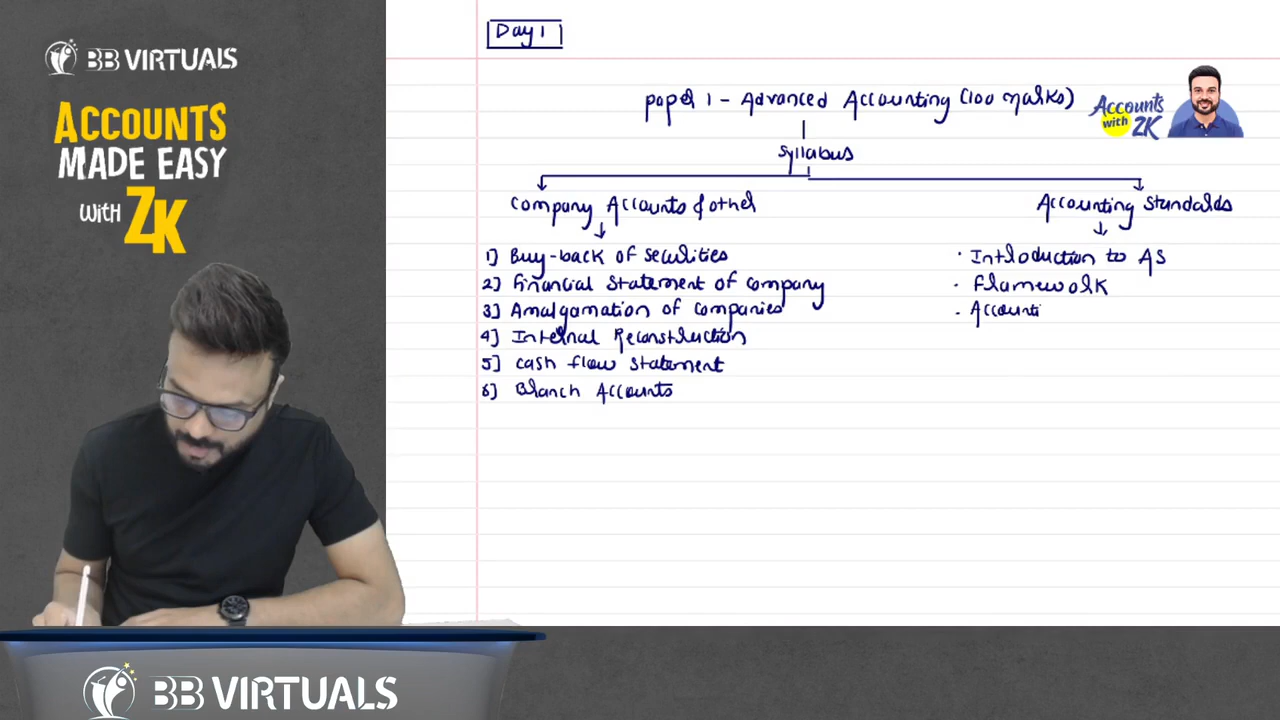 BB VIRTUALS
ACCOUNTS
MADE EASY
with ZK
Day 1
Paper 1 - Advanced Accounting (100 Marks)
Accounts with ZK
Syllabus
Company Accounts & other
1] Buy-back of securities
2] Financial Statement of company
3] Amalgamation of companies
4] Internal Reconstruction
5] Cash flow Statement
6] Branch Accounts
Accounting Standards
· Introduction to AS
· Framework
· Accounti
BB VIRTUALS